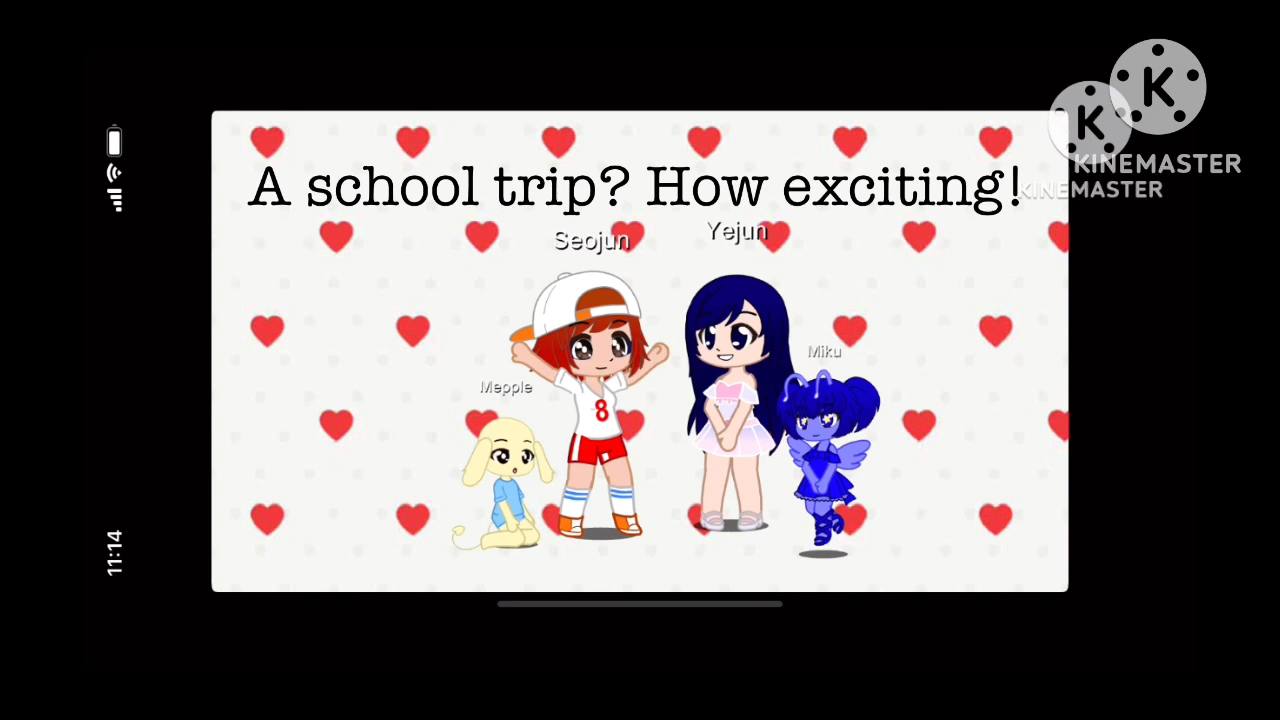 A school trip? How exciting!
Seojun
Yejun
Miku
Mepple
8
K
KINEMASTER
K
KINEMASTER
11:14